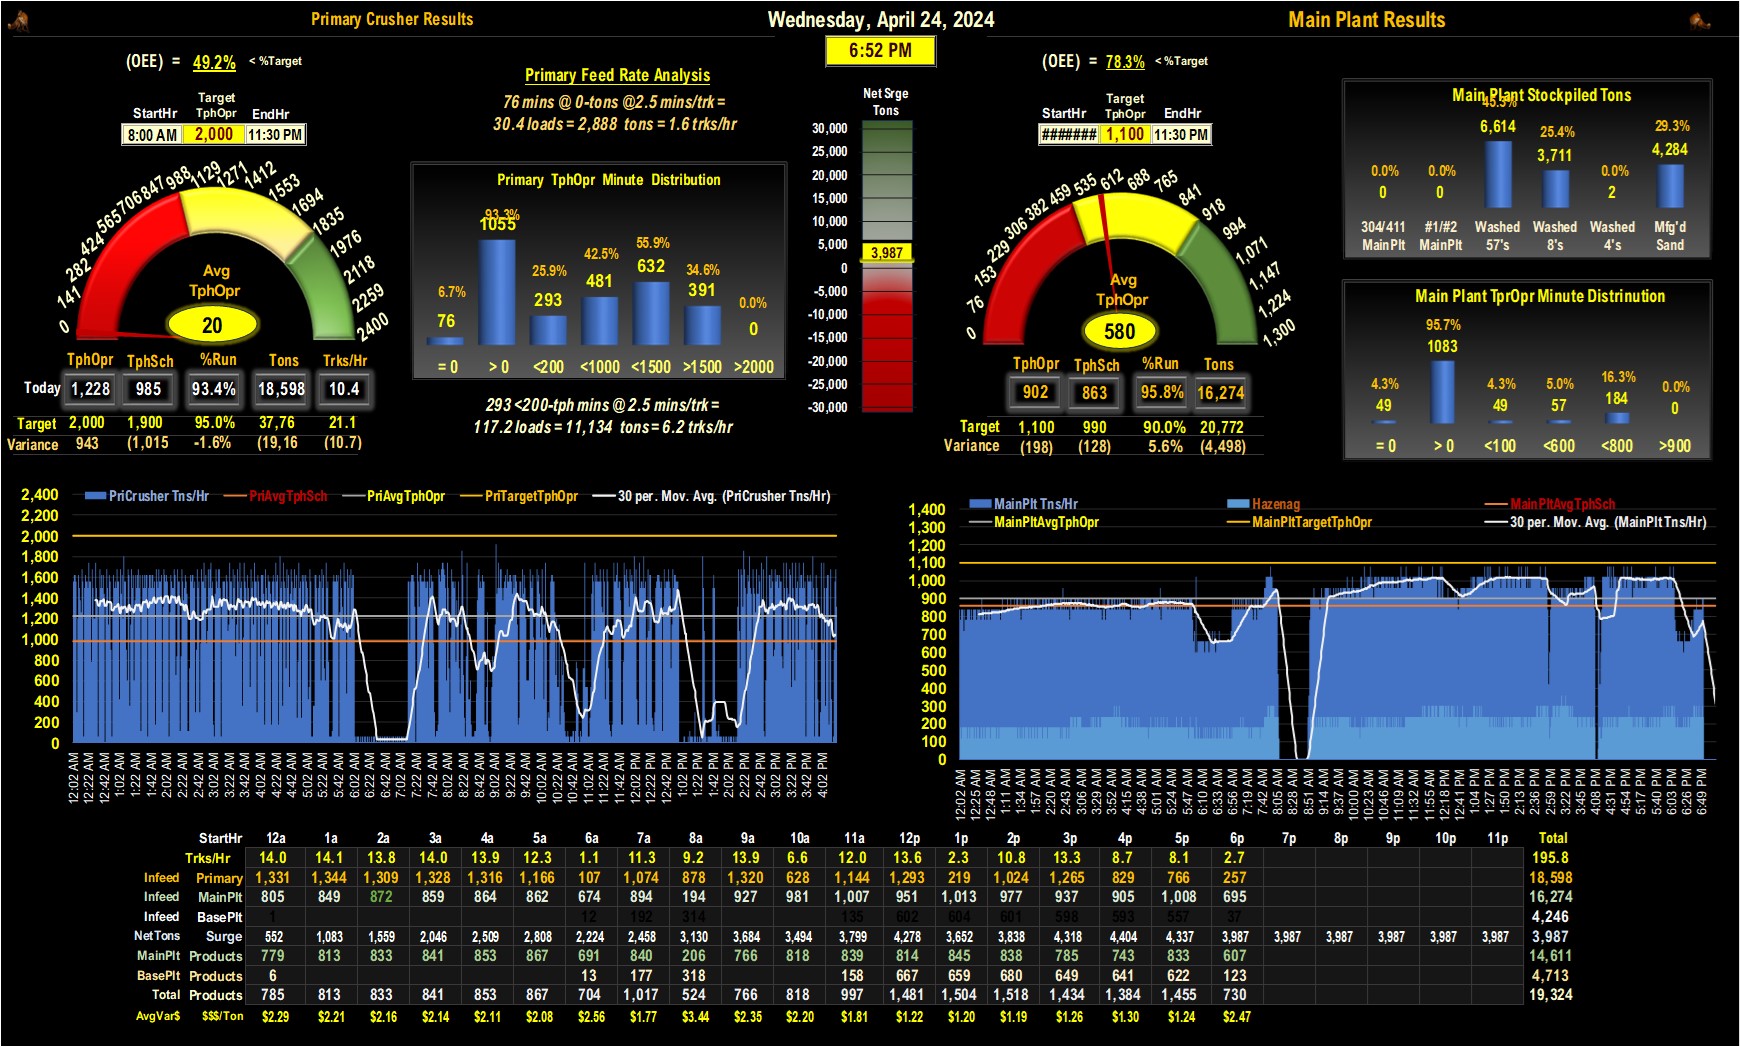 Primary Crusher Results
Wednesday, April 24, 2024
Main Plant Results
6:52 PM
(OEE) = 49.2% < %Target
Target
StartHr TphOpr EndHr
8:00 AM 2,000 11:30 PM
Primary Feed Rate Analysis
76 mins @ 0-tons @2.5 mins/trk =
30.4 loads = 2,888 tons = 1.6 trks/hr
0 141 282 424 565 706 847 988 1129 1271 1412 1553 1694 1835 1976 2118 2259 2400
Avg
TphOpr
20
TphOpr TphSch %Run Tons Trks/Hr
Today 1,228 985 93.4% 18,598 10.4
Target 2,000 1,900 95.0% 37,76 21.1
Variance 943 (1,015 -1.6% (19,16 (10.7)
Primary TphOpr Minute Distribution
6.7% 93.3% 25.9% 42.5% 55.9% 34.6% 0.0%
76 1055 293 481 632 391 0
= 0 > 0 <200 <1000 <1500 >1500 >2000
293 <200-tph mins @ 2.5 mins/trk =
117.2 loads = 11,134 tons = 6.2 trks/hr
Net Srge
Tons
30,000
25,000
20,000
15,000
10,000
5,000
3,987
0
-5,000
-10,000
-15,000
-20,000
-25,000
-30,000
(OEE) = 78.3% < %Target
Target
StartHr TphOpr EndHr
####### 1,100 11:30 PM
0 76 153 229 306 382 459 535 612 688 765 841 918 994 1,071 1,147 1,224 1,300
Avg
TphOpr
580
TphOpr TphSch %Run Tons
902 863 95.8% 16,274
Target 1,100 990 90.0% 20,772
Variance (198) (128) 5.6% (4,498)
Main Plant Stockpiled Tons
0.0% 0.0% 45.3% 25.4% 0.0% 29.3%
0 0 6,614 3,711 2 4,284
304/411 #1/#2 Washed Washed Washed Mfg'd
MainPlt MainPlt 57's 8's 4's Sand
Main Plant TprOpr Minute Distrinution
4.3% 95.7% 4.3% 5.0% 16.3% 0.0%
49 1083 49 57 184 0
= 0 > 0 <100 <600 <800 >900
PriCrusher Tns/Hr PriAvgTphSch PriAvgTphOpr PriTargetTphOpr 30 per. Mov. Avg. (PriCrusher Tns/Hr)
2,400
2,200
2,000
1,800
1,600
1,400
1,200
1,000
800
600
400
200
0
12:02 AM 12:22 AM 12:42 AM 1:02 AM 1:22 AM 1:42 AM 2:02 AM 2:22 AM 2:42 AM 3:02 AM 3:22 AM 3:42 AM 4:02 AM 4:22 AM 4:42 AM 5:02 AM 5:22 AM 5:42 AM 6:02 AM 6:22 AM 6:42 AM 7:02 AM 7:22 AM 7:42 AM 8:02 AM 8:22 AM 8:42 AM 9:02 AM 9:22 AM 9:42 AM 10:02 AM 10:22 AM 10:42 AM 11:02 AM 11:22 AM 11:42 AM 12:02 PM 12:22 PM 12:42 PM 1:02 PM 1:22 PM 1:42 PM 2:02 PM 2:22 PM 2:42 PM 3:02 PM 3:22 PM 3:42 PM 4:02 PM
MainPlt Tns/Hr Hazenag MainPltAvgTphSch
MainPltAvgTphOpr MainPltTargetTphOpr 30 per. Mov. Avg. (MainPlt Tns/Hr)
1,400
1,300
1,200
1,100
1,000
900
800
700
600
500
400
300
200
100
0
12:02 AM 12:25 AM 12:48 AM 1:11 AM 1:34 AM 1:57 AM 2:20 AM 2:43 AM 3:06 AM 3:29 AM 3:52 AM 4:15 AM 4:38 AM 5:01 AM 5:24 AM 5:47 AM 6:10 AM 6:33 AM 6:56 AM 7:19 AM 7:42 AM 8:05 AM 8:28 AM 8:51 AM 9:14 AM 9:37 AM 10:00 AM 10:23 AM 10:46 AM 11:09 AM 11:32 AM 11:55 AM 12:18 PM 12:41 PM 1:04 PM 1:27 PM 1:50 PM 2:13 PM 2:36 PM 2:59 PM 3:22 PM 3:45 PM 4:08 PM 4:31 PM 4:54 PM 5:17 PM 5:40 PM 6:03 PM 6:26 PM 6:49 PM
StartHr 12a 1a 2a 3a 4a 5a 6a 7a 8a 9a 10a 11a 12p 1p 2p 3p 4p 5p 6p 7p 8p 9p 10p 11p Total
Trks/Hr 14.0 14.1 13.8 14.0 13.9 12.3 1.1 11.3 9.2 13.9 6.6 12.0 13.6 2.3 10.8 13.3 8.7 8.1 2.7 195.8
Infeed Primary 1,331 1,344 1,309 1,328 1,316 1,166 107 1,074 878 1,320 628 1,144 1,293 219 1,024 1,265 829 766 257 18,598
Infeed MainPlt 805 849 872 859 864 862 674 894 194 927 981 1,007 951 1,013 977 937 905 1,008 695 16,274
Infeed BasePlt 1 12 192 314 135 602 604 601 598 593 557 37 4,246
NetTons Surge 552 1,083 1,559 2,046 2,509 2,808 2,224 2,458 3,130 3,684 3,494 3,799 4,278 3,652 3,838 4,318 4,404 4,337 3,987 3,987 3,987 3,987 3,987 3,987 3,987
MainPlt Products 779 813 833 841 853 867 691 840 206 766 818 839 814 845 838 785 743 833 607 14,611
BasePlt Products 6 13 177 318 158 667 659 680 649 641 622 123 4,713
Total Products 785 813 833 841 853 867 704 1,017 524 766 818 997 1,481 1,504 1,518 1,434 1,384 1,455 730 19,324
AvgVar$ $$$/Ton $2.29 $2.21 $2.16 $2.14 $2.11 $2.08 $2.56 $1.77 $3.44 $2.35 $2.20 $1.81 $1.22 $1.20 $1.19 $1.26 $1.30 $1.24 $2.47